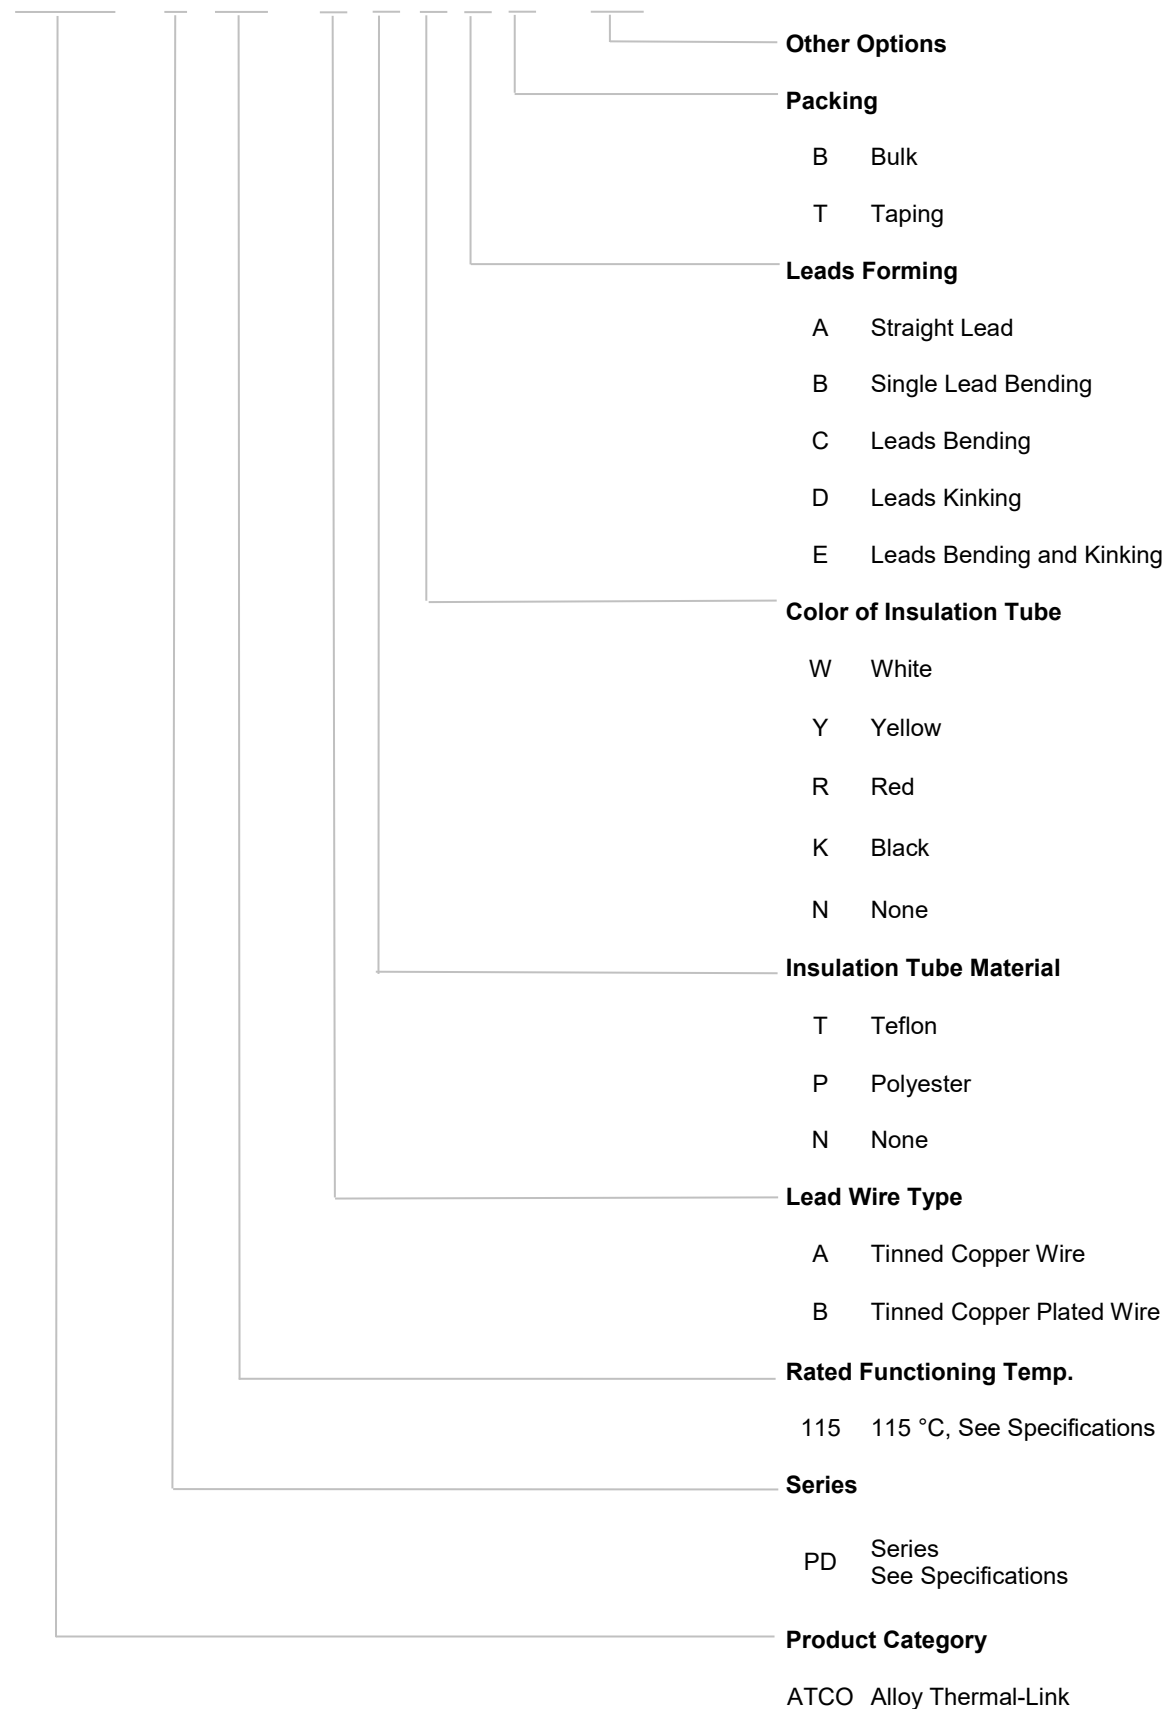 Other Options
Packing
B Bulk
T Taping
Leads Forming
A Straight Lead
B Single Lead Bending
C Leads Bending
D Leads Kinking
E Leads Bending and Kinking
Color of Insulation Tube
W White
Y Yellow
R Red
K Black
N None
Insulation Tube Material
T Teflon
P Polyester
N None
Lead Wire Type
A Tinned Copper Wire
B Tinned Copper Plated Wire
Rated Functioning Temp.
115 115 °C, See Specifications
Series
PD Series
See Specifications
Product Category
ATCO Alloy Thermal-Link